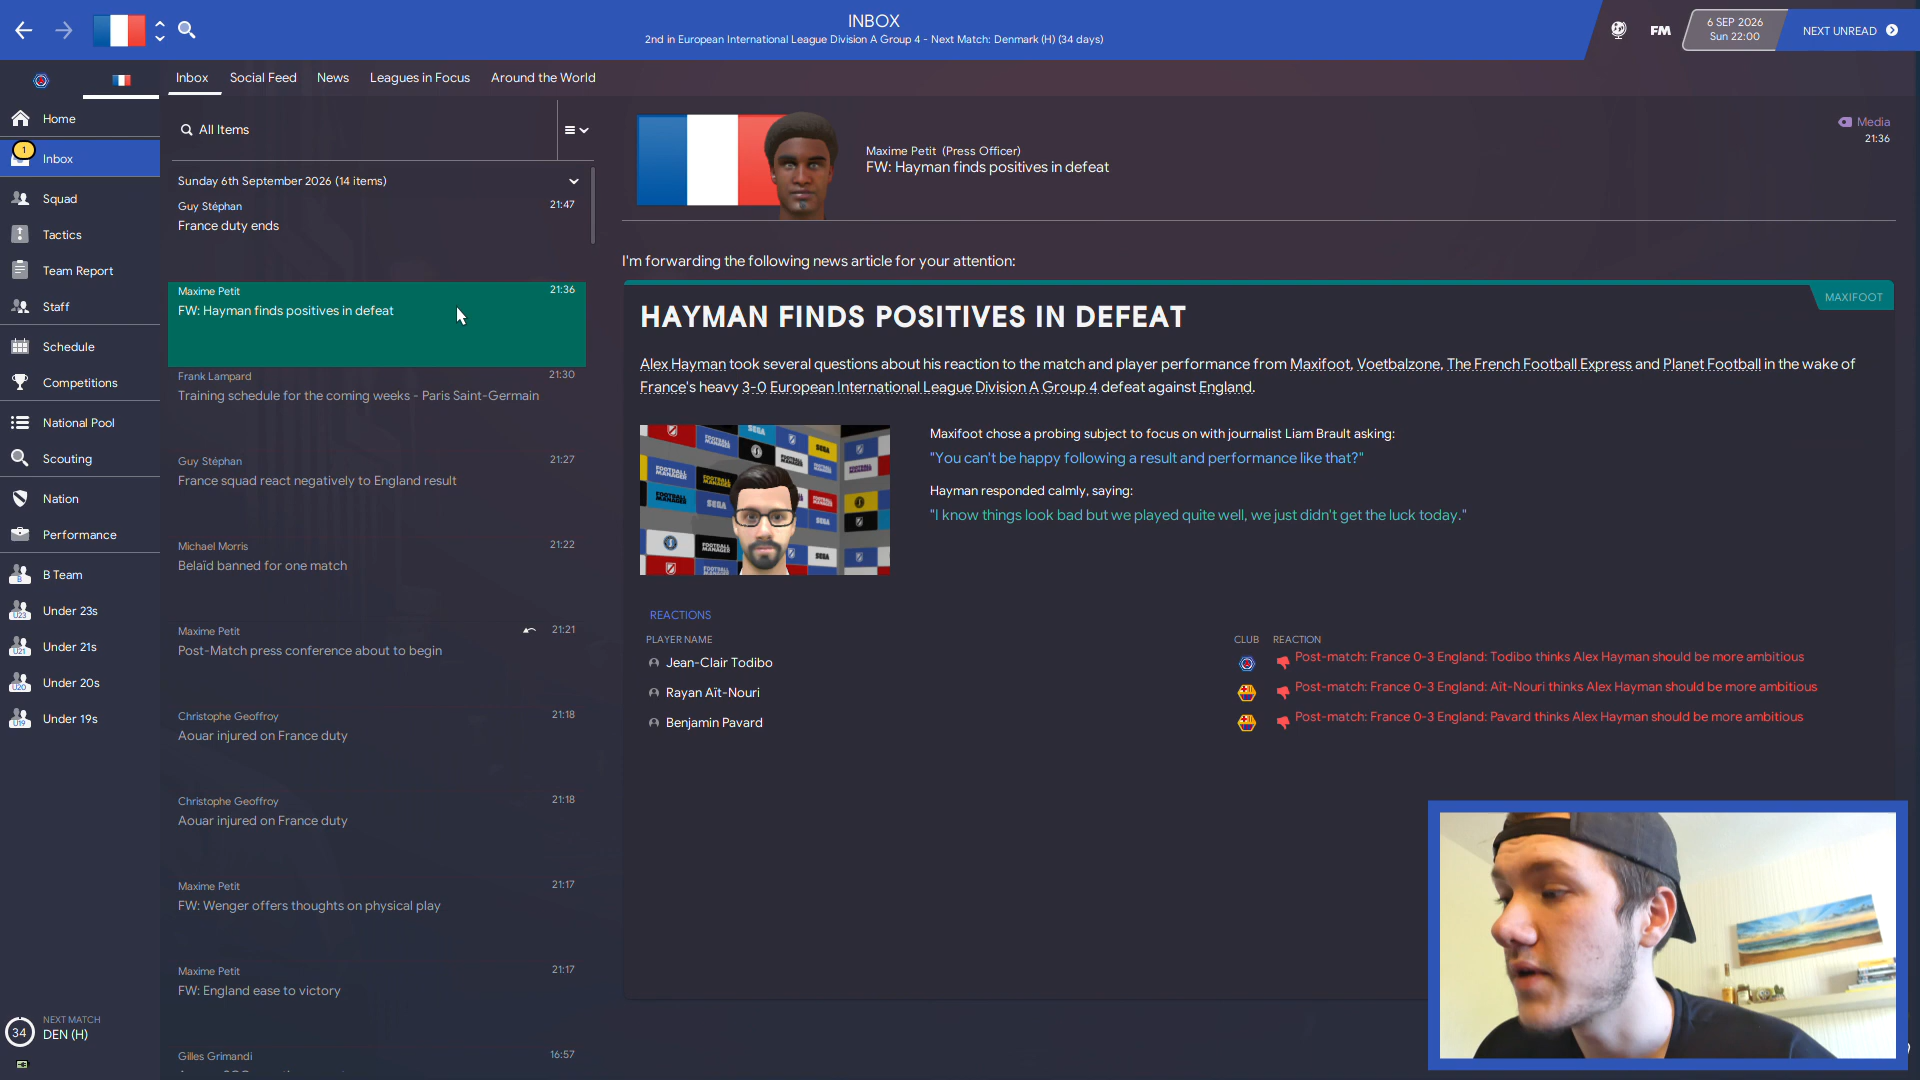 INBOX
2nd in European International League Division A Group 4 - Next Match: Denmark (H) (34 days)
FM
6 SEP 2026
Sun 22:00
NEXT UNREAD
Inbox
Social Feed
News
Leagues in Focus
Around the World
Home
1
Inbox
Squad
Tactics
Team Report
Staff
Schedule
Competitions
National Pool
Scouting
Nation
Performance
B
B Team
U23
Under 23s
U21
Under 21s
U20
Under 20s
U19
Under 19s
NEXT MATCH
34
DEN (H)
All Items
Sunday 6th September 2026 (14 items)
Guy Stéphan
21:47
France duty ends
Maxime Petit
21:36
FW: Hayman finds positives in defeat
Frank Lampard
21:30
Training schedule for the coming weeks - Paris Saint-Germain
Guy Stéphan
21:27
France squad react negatively to England result
Michael Morris
21:22
Belaïd banned for one match
Maxime Petit
21:21
Post-Match press conference about to begin
Christophe Geoffroy
21:18
Aouar injured on France duty
Christophe Geoffroy
21:18
Aouar injured on France duty
Maxime Petit
21:17
FW: Wenger offers thoughts on physical play
Maxime Petit
21:17
FW: England ease to victory
Gilles Grimandi
16:57
Maxime Petit (Press Officer)
FW: Hayman finds positives in defeat
Media
21:36
I'm forwarding the following news article for your attention:
MAXIFOOT
HAYMAN FINDS POSITIVES IN DEFEAT
Alex Hayman took several questions about his reaction to the match and player performance from Maxifoot, Voetbalzone, The French Football Express and Planet Football in the wake of
France's heavy 3-0 European International League Division A Group 4 defeat against England.
Maxifoot chose a probing subject to focus on with journalist Liam Brault asking:
"You can't be happy following a result and performance like that?"
Hayman responded calmly, saying:
"I know things look bad but we played quite well, we just didn't get the luck today."
SEGA
FOOTBALL MANAGER
REACTIONS
PLAYER NAME
CLUB
REACTION
Jean-Clair Todibo
Post-match: France 0-3 England: Todibo thinks Alex Hayman should be more ambitious
Rayan Aït-Nouri
Post-match: France 0-3 England: Aït-Nouri thinks Alex Hayman should be more ambitious
Benjamin Pavard
Post-match: France 0-3 England: Pavard thinks Alex Hayman should be more ambitious